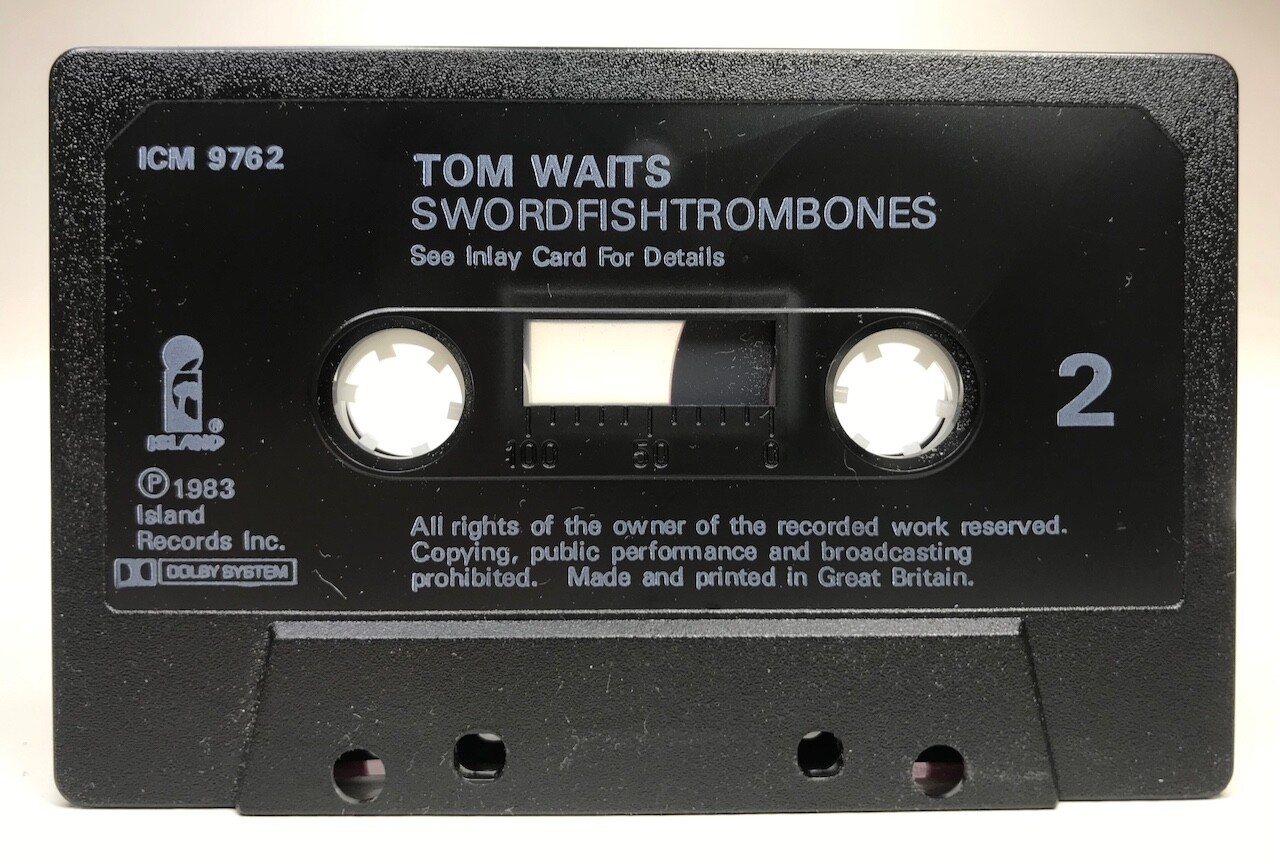 ICM 9762
TOM WAITS
SWORDFISHTROMBONES
See Inlay Card For Details
2
ISLAND®
100 50 0
Ⓟ1983
Island
Records Inc.
DOLBY SYSTEM
All rights of the owner of the recorded work reserved.
Copying, public performance and broadcasting
prohibited. Made and printed in Great Britain.